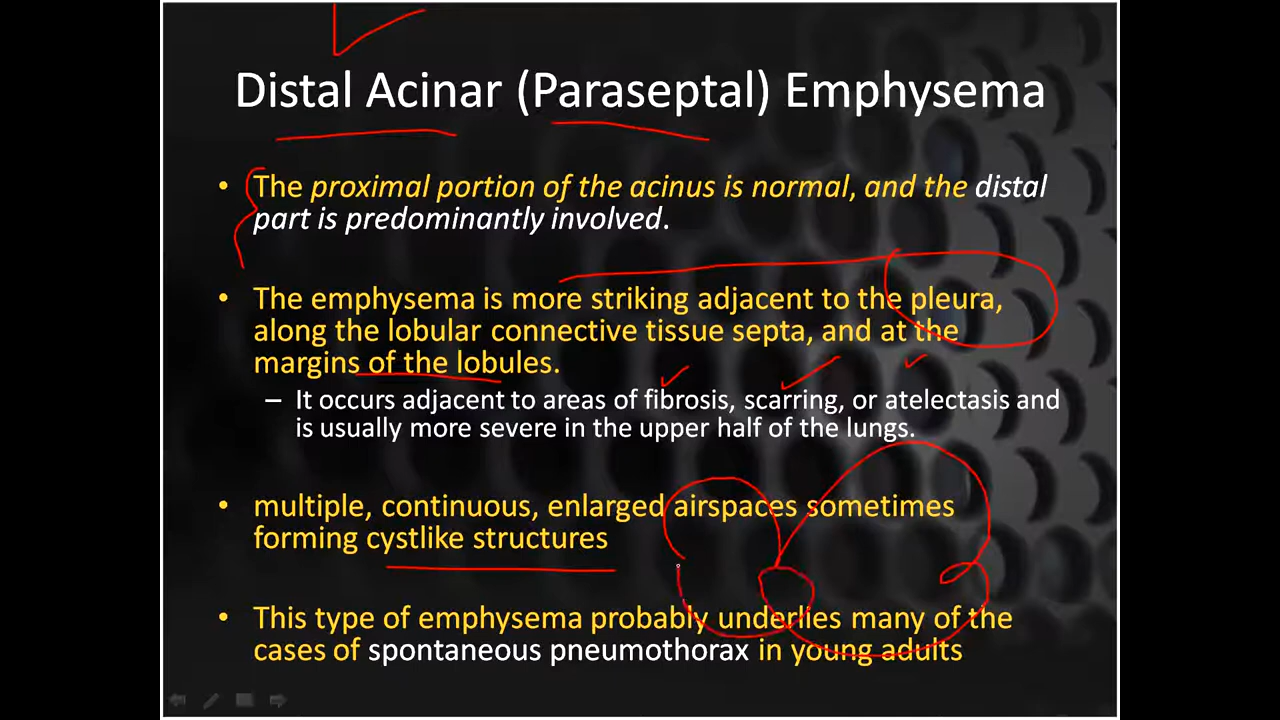 Distal Acinar (Paraseptal) Emphysema
• The proximal portion of the acinus is normal, and the distal
part is predominantly involved.
• The emphysema is more striking adjacent to the pleura,
along the lobular connective tissue septa, and at the
margins of the lobules.
– It occurs adjacent to areas of fibrosis, scarring, or atelectasis and
is usually more severe in the upper half of the lungs.
• multiple, continuous, enlarged airspaces sometimes
forming cystlike structures
• This type of emphysema probably underlies many of the
cases of spontaneous pneumothorax in young adults